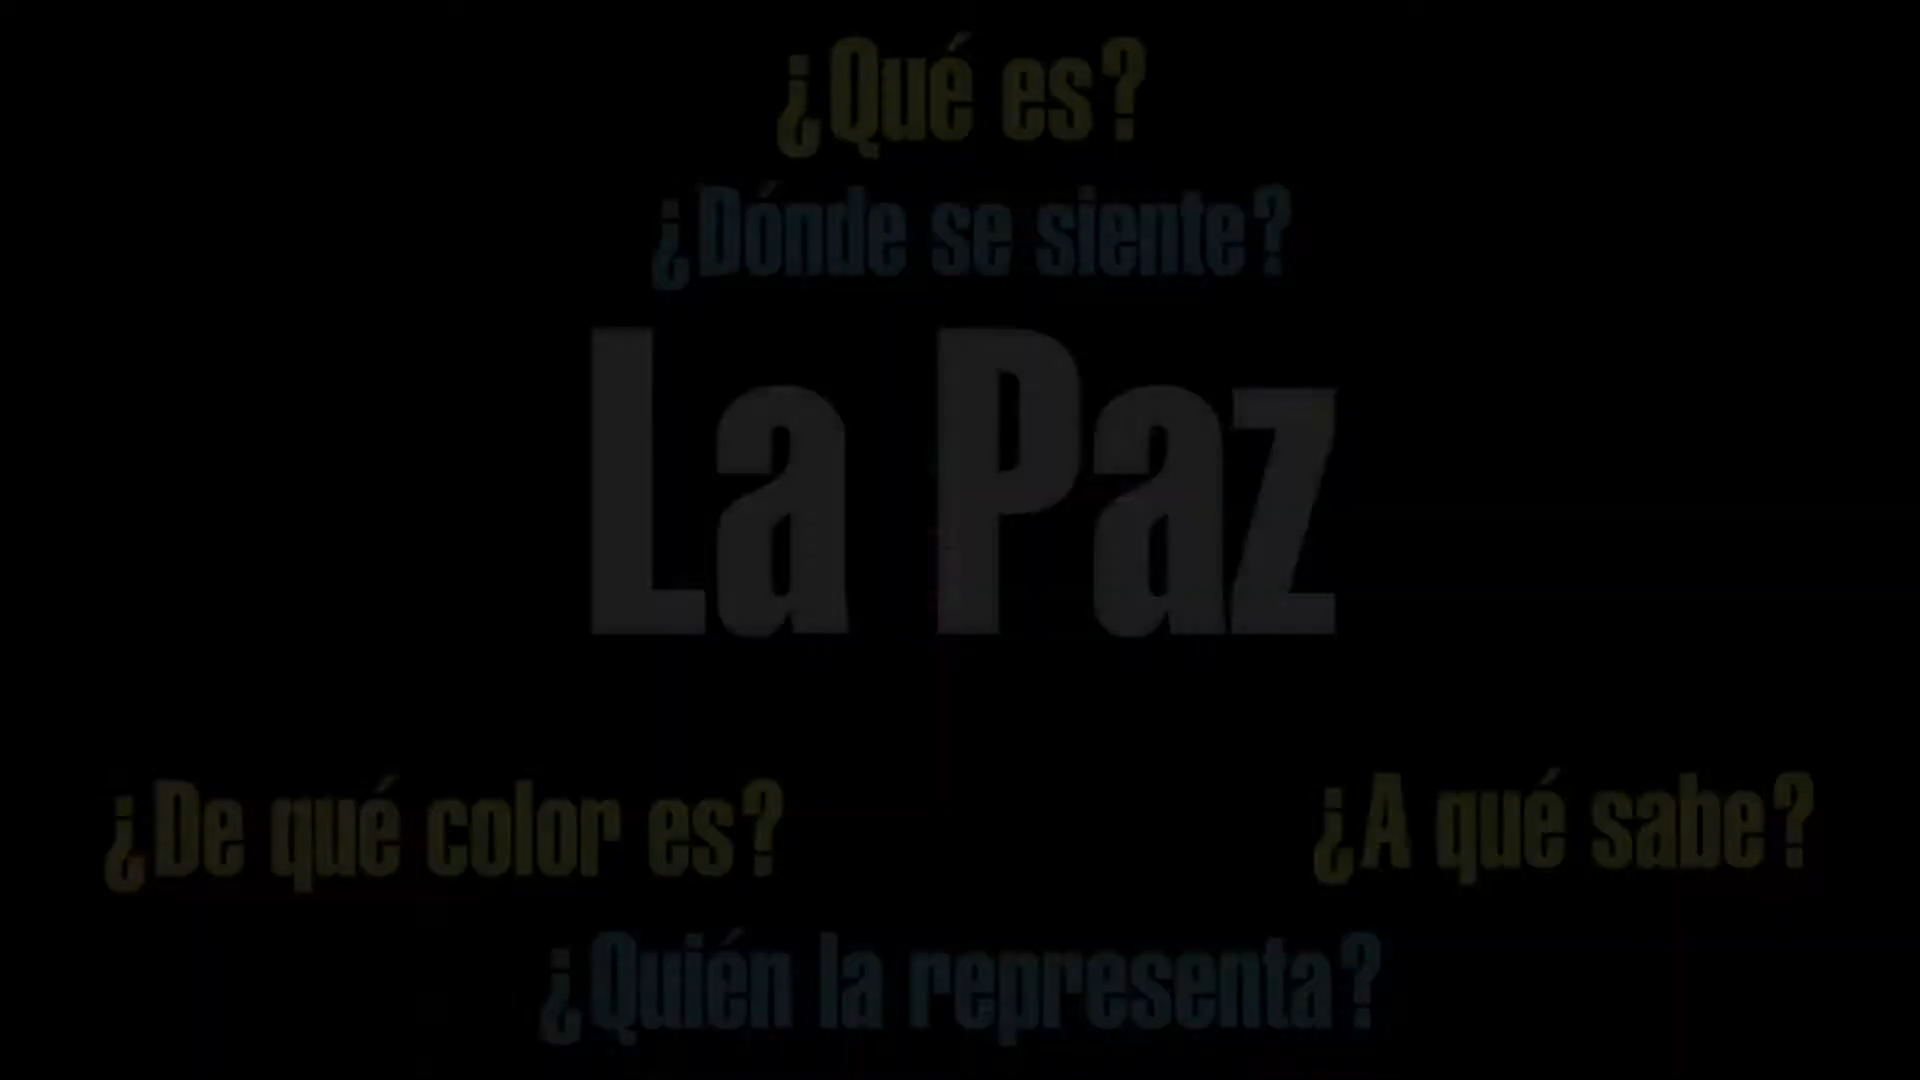 ¿Qué es?
¿Dónde se siente?
La Paz
¿De qué color es?
¿A qué sabe?
¿Quién la representa?